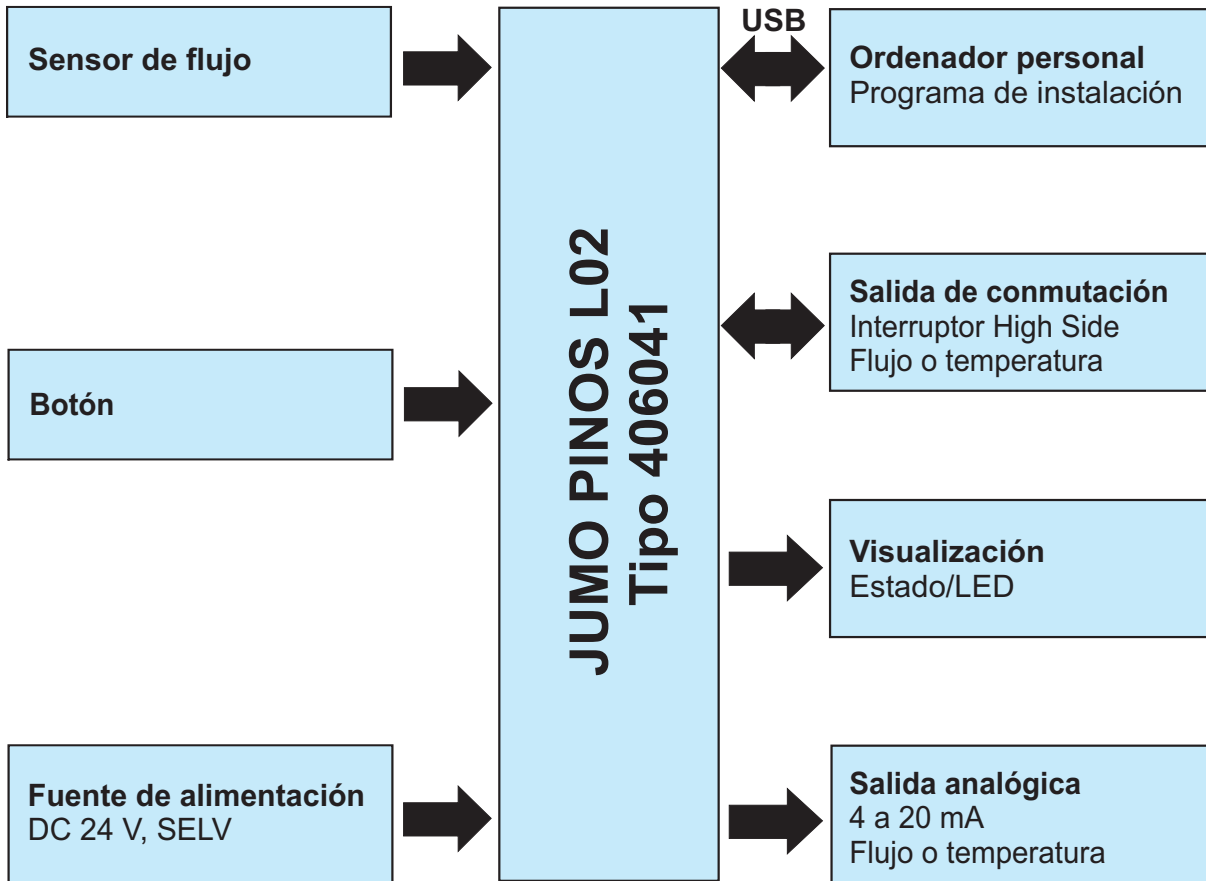 Sensor de flujo
Botón
Fuente de alimentación
DC 24 V, SELV
JUMO PINOS L02
Tipo 406041
USB
Ordenador personal
Programa de instalación
Salida de conmutación
Interruptor High Side
Flujo o temperatura
Visualización
Estado/LED
Salida analógica
4 a 20 mA
Flujo o temperatura